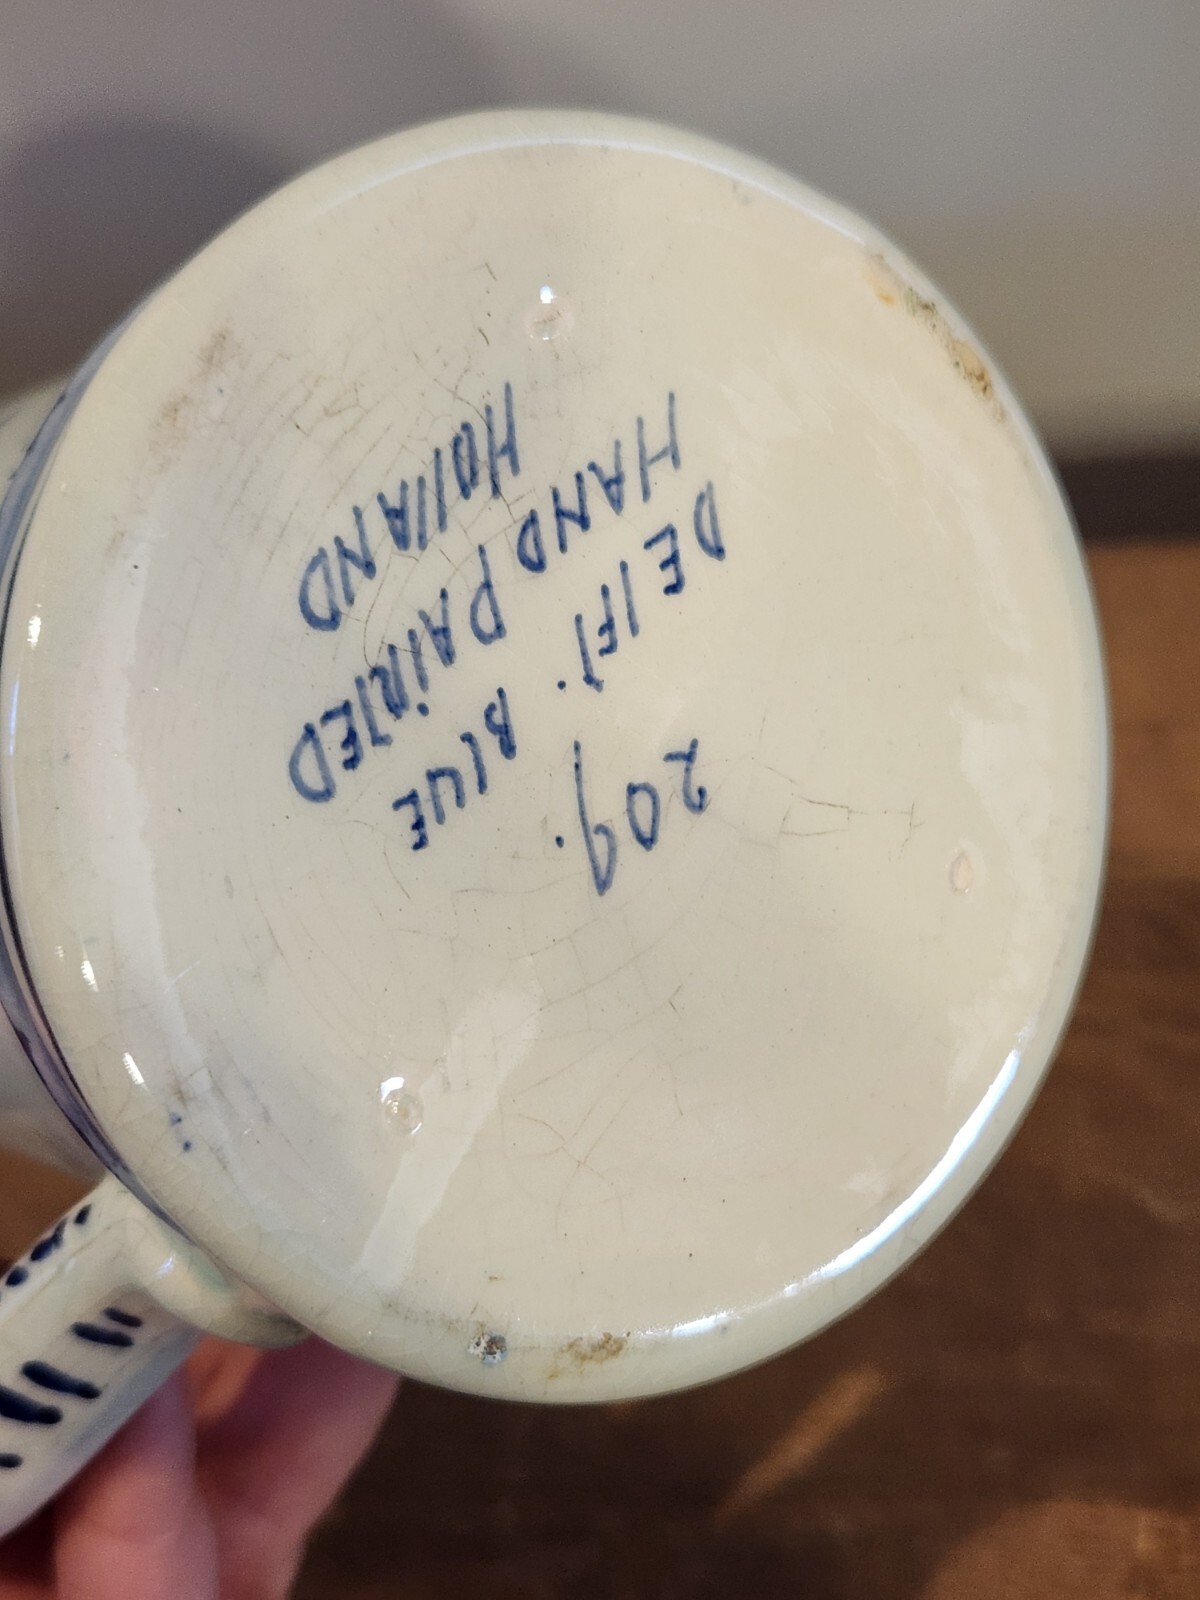 209.
DElFT. BlUE
HAND PAiNTED
HOllAND